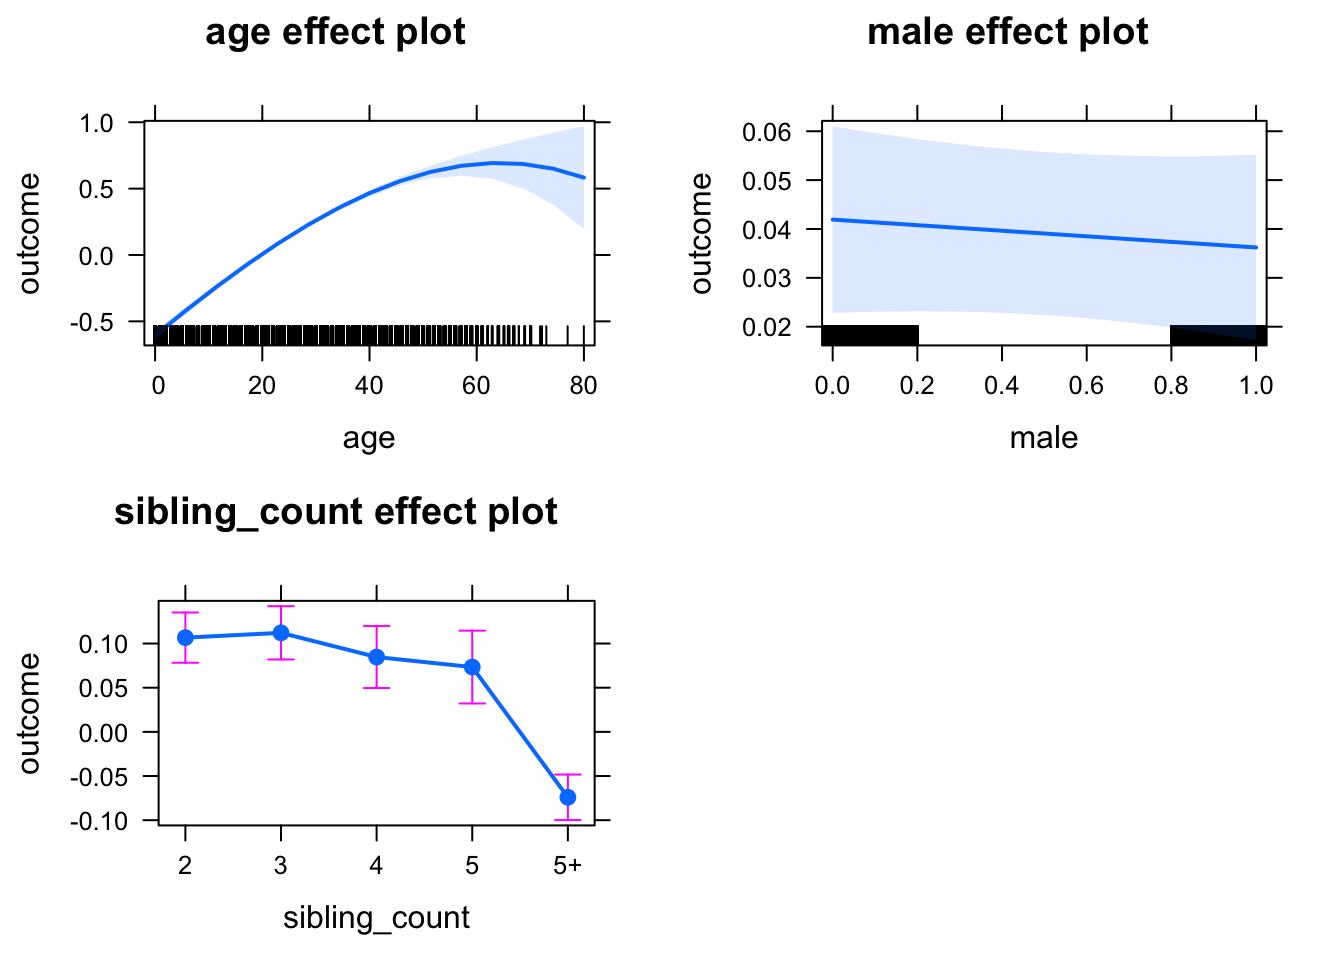 age effect plot
1.0
0.5
0.0
-0.5
outcome
0 20 40 60 80
age
male effect plot
0.06
0.05
0.04
0.03
0.02
outcome
0.0 0.2 0.4 0.6 0.8 1.0
male
sibling_count effect plot
0.10
0.05
0.00
-0.05
-0.10
outcome
2 3 4 5 5+
sibling_count